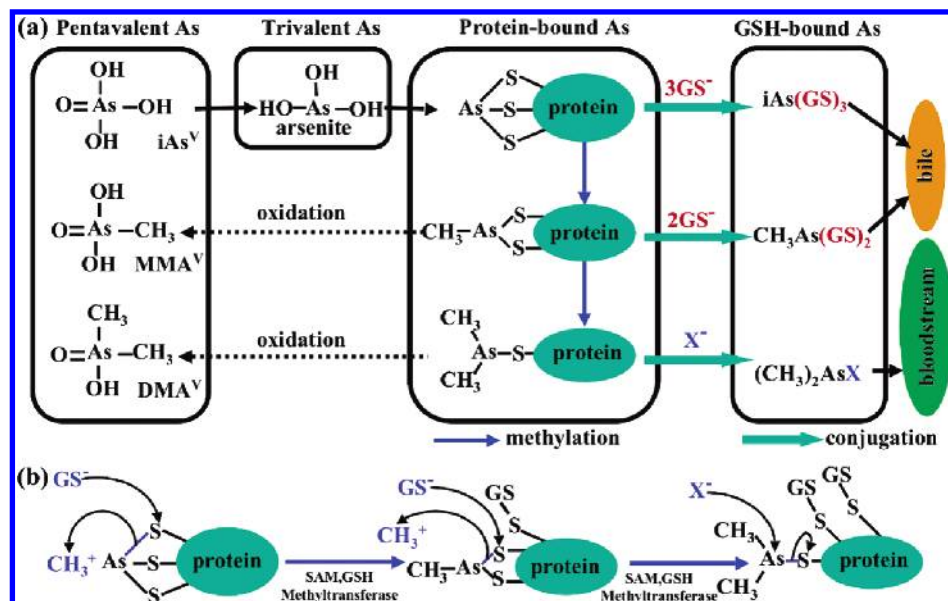 (a) Pentavalent As Trivalent As Protein-bound As GSH-bound As
OH
O=As—OH
OH
iAsⱽ
OH
HO—As—OH
arsenite
S
As—S—
S
protein
3GS⁻
iAs(GS)₃
bile
OH
O=As—CH₃
OH
MMAⱽ
oxidation
CH₃—As
S
S
protein
2GS⁻
CH₃As(GS)₂
CH₃
O=As—CH₃
OH
DMAⱽ
oxidation
CH₃
As—S—
CH₃
protein
X⁻
(CH₃)₂AsX
bloodstream
methylation
conjugation
(b)
GS⁻
S
CH₃⁺ As—S—
S
protein
SAM,GSH
Methyltransferase
GS⁻
GS
S
CH₃⁺
S
CH₃—As
S
protein
SAM,GSH
Methyltransferase
X⁻
GS GS
S
S
CH₃
As—S
CH₃
protein